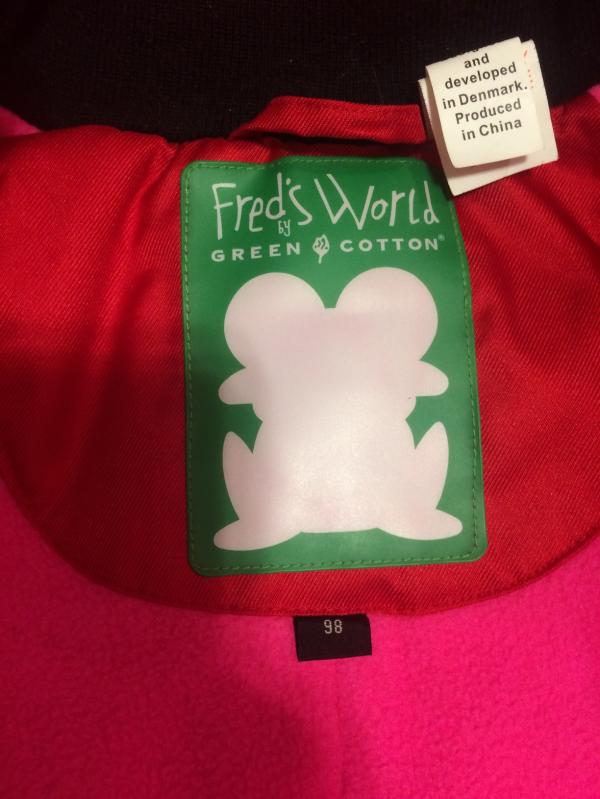 and
developed
in Denmark.
Produced
in China
Fred's World
by
GREEN COTTON®
98